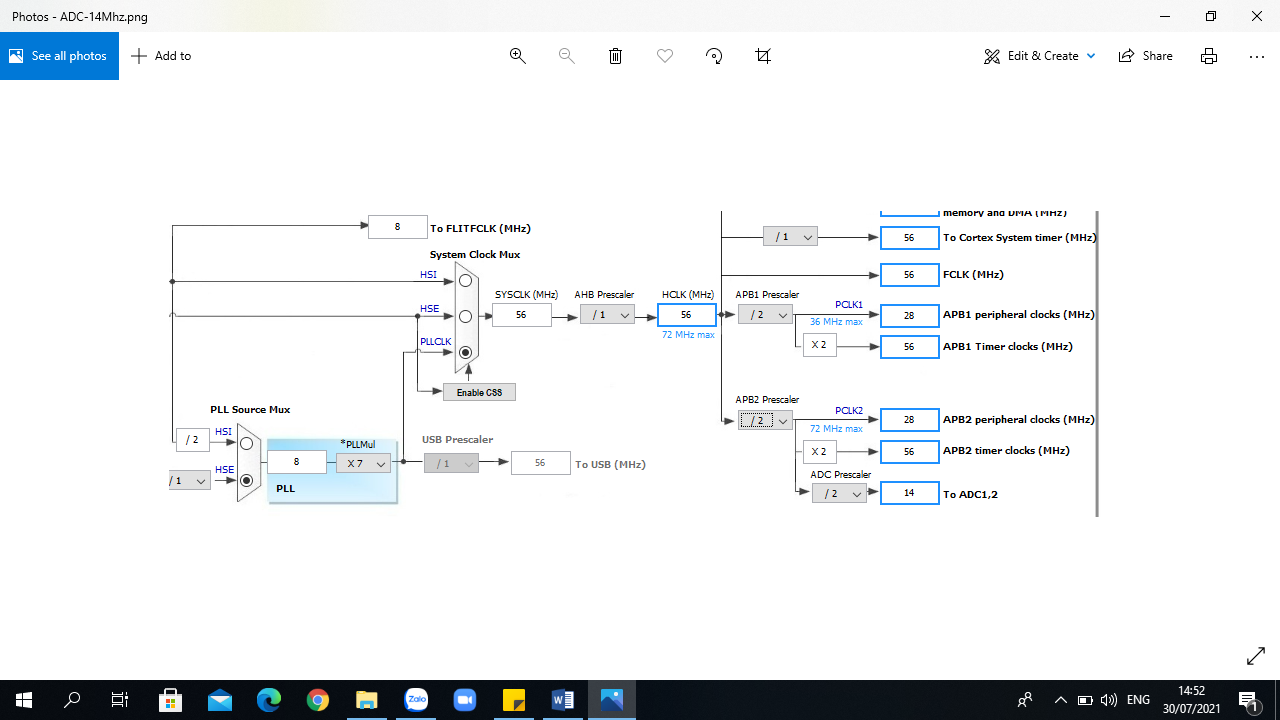 Photos - ADC-14Mhz.png
See all photos
Add to
Edit & Create
Share
8
To FLITFCLK (MHz)
System Clock Mux
HSI
HSE
PLLCLK
Enable CSS
SYSCLK (MHz)
56
AHB Prescaler
/ 1
HCLK (MHz)
56
72 MHz max
memory and DMA (MHz)
/ 1
56
To Cortex System timer (MHz)
56
FCLK (MHz)
APB1 Prescaler
/ 2
PCLK1
36 MHz max
28
APB1 peripheral clocks (MHz)
X 2
56
APB1 Timer clocks (MHz)
APB2 Prescaler
/ 2
PCLK2
72 MHz max
28
APB2 peripheral clocks (MHz)
X 2
56
APB2 timer clocks (MHz)
ADC Prescaler
/ 2
14
To ADC1,2
PLL Source Mux
/ 2
HSI
HSE
/ 1
8
*PLLMul
X 7
PLL
USB Prescaler
/ 1
56
To USB (MHz)
Zalo
W
ENG
14:52
30/07/2021
1